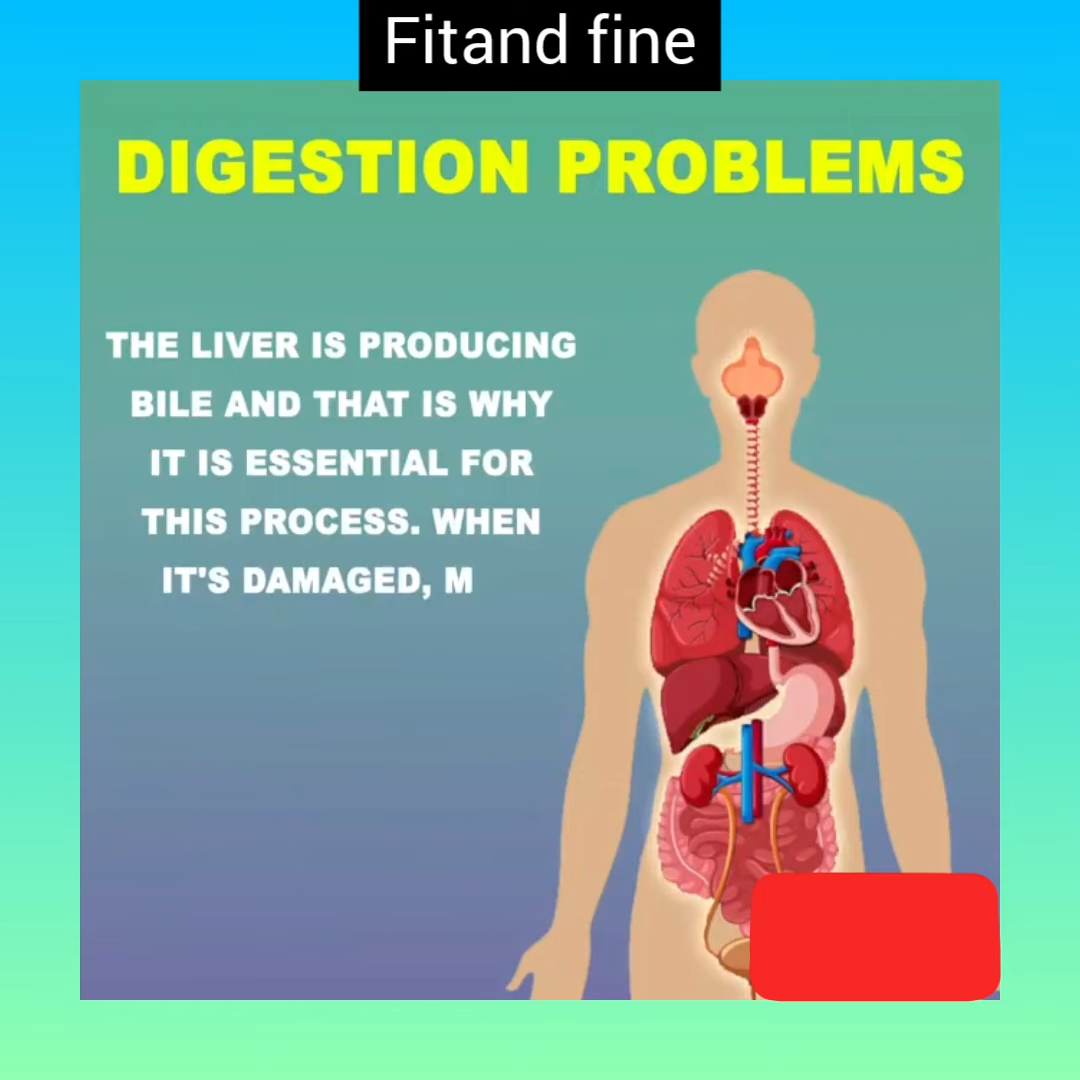 Fitand fine
DIGESTION PROBLEMS
THE LIVER IS PRODUCING
BILE AND THAT IS WHY
IT IS ESSENTIAL FOR
THIS PROCESS. WHEN
IT'S DAMAGED, M